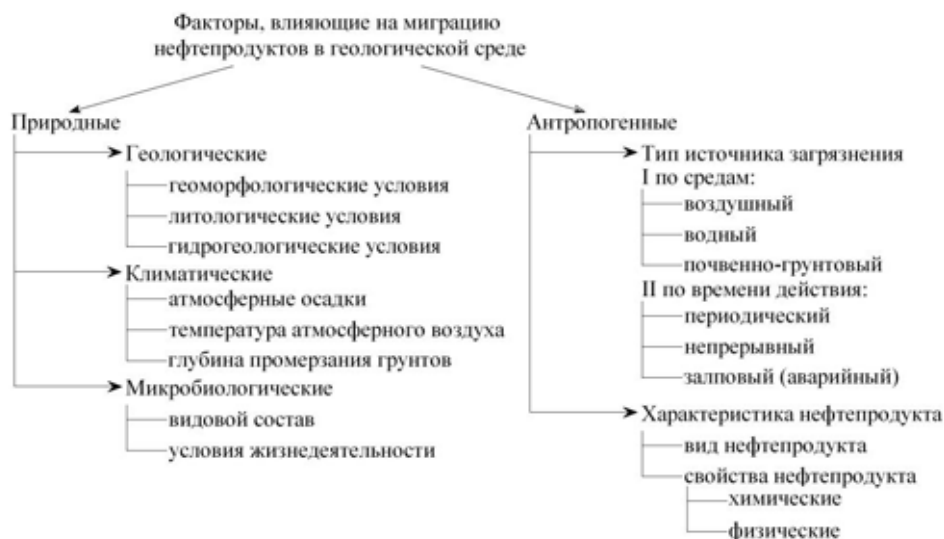 Факторы, влияющие на миграцию
нефтепродуктов в геологической среде
Природные
Геологические
геоморфологические условия
литологические условия
гидрогеологические условия
Климатические
атмосферные осадки
температура атмосферного воздуха
глубина промерзания грунтов
Микробиологические
видовой состав
условия жизнедеятельности
Антропогенные
Тип источника загрязнения
I по средам:
воздушный
водный
почвенно-грунтовый
II по времени действия:
периодический
непрерывный
залповый (аварийный)
Характеристика нефтепродукта
вид нефтепродукта
свойства нефтепродукта
химические
физические